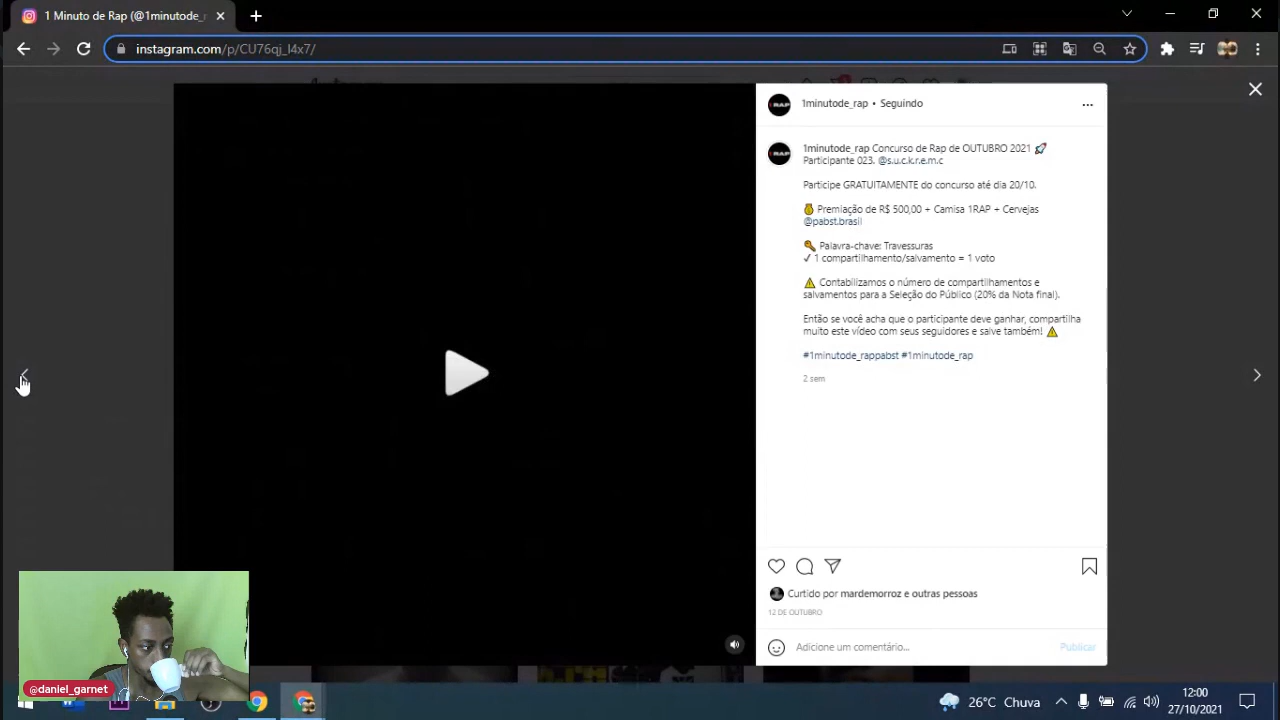 1 Minuto de Rap (@1minutode_r
instagram.com/p/CU76qj_l4x7/
1minutode_rap • Seguindo
1minutode_rap Concurso de Rap de OUTUBRO 2021 🚀
Participante 023. @s.u.c.k.r.e.m.c
Participe GRATUITAMENTE do concurso até dia 20/10.
🏅 Premiação de R$ 500,00 + Camisa 1RAP + Cervejas
@pabst.brasil
🔑 Palavra-chave: Travessuras
✓ 1 compartilhamento/salvamento = 1 voto
⚠️ Contabilizamos o número de compartilhamentos e
salvamentos para a Seleção do Público (20% da Nota final).
Então se você acha que o participante deve ganhar, compartilha
muito este vídeo com seus seguidores e salve também! ⚠️
#1minutode_rappabst #1minutode_rap
2 sem
Curtido por mardemorroz e outras pessoas
12 DE OUTUBRO
Adicione um comentário...
Publicar
@daniel_garnet
26°C Chuva
12:00
27/10/2021